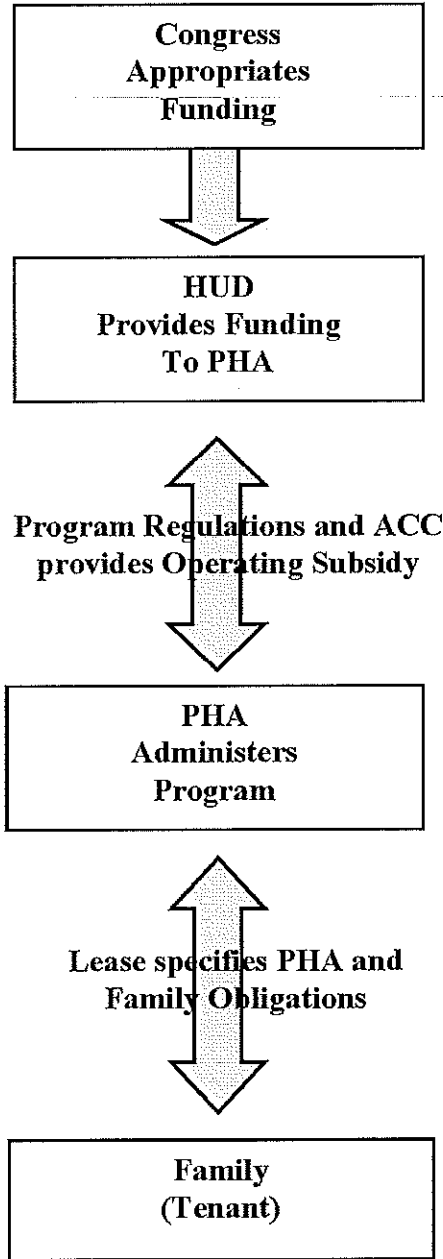 Congress
Appropriates
Funding
HUD
Provides Funding
To PHA
Program Regulations and ACC
provides Operating Subsidy
PHA
Administers
Program
Lease specifies PHA and
Family Obligations
Family
(Tenant)